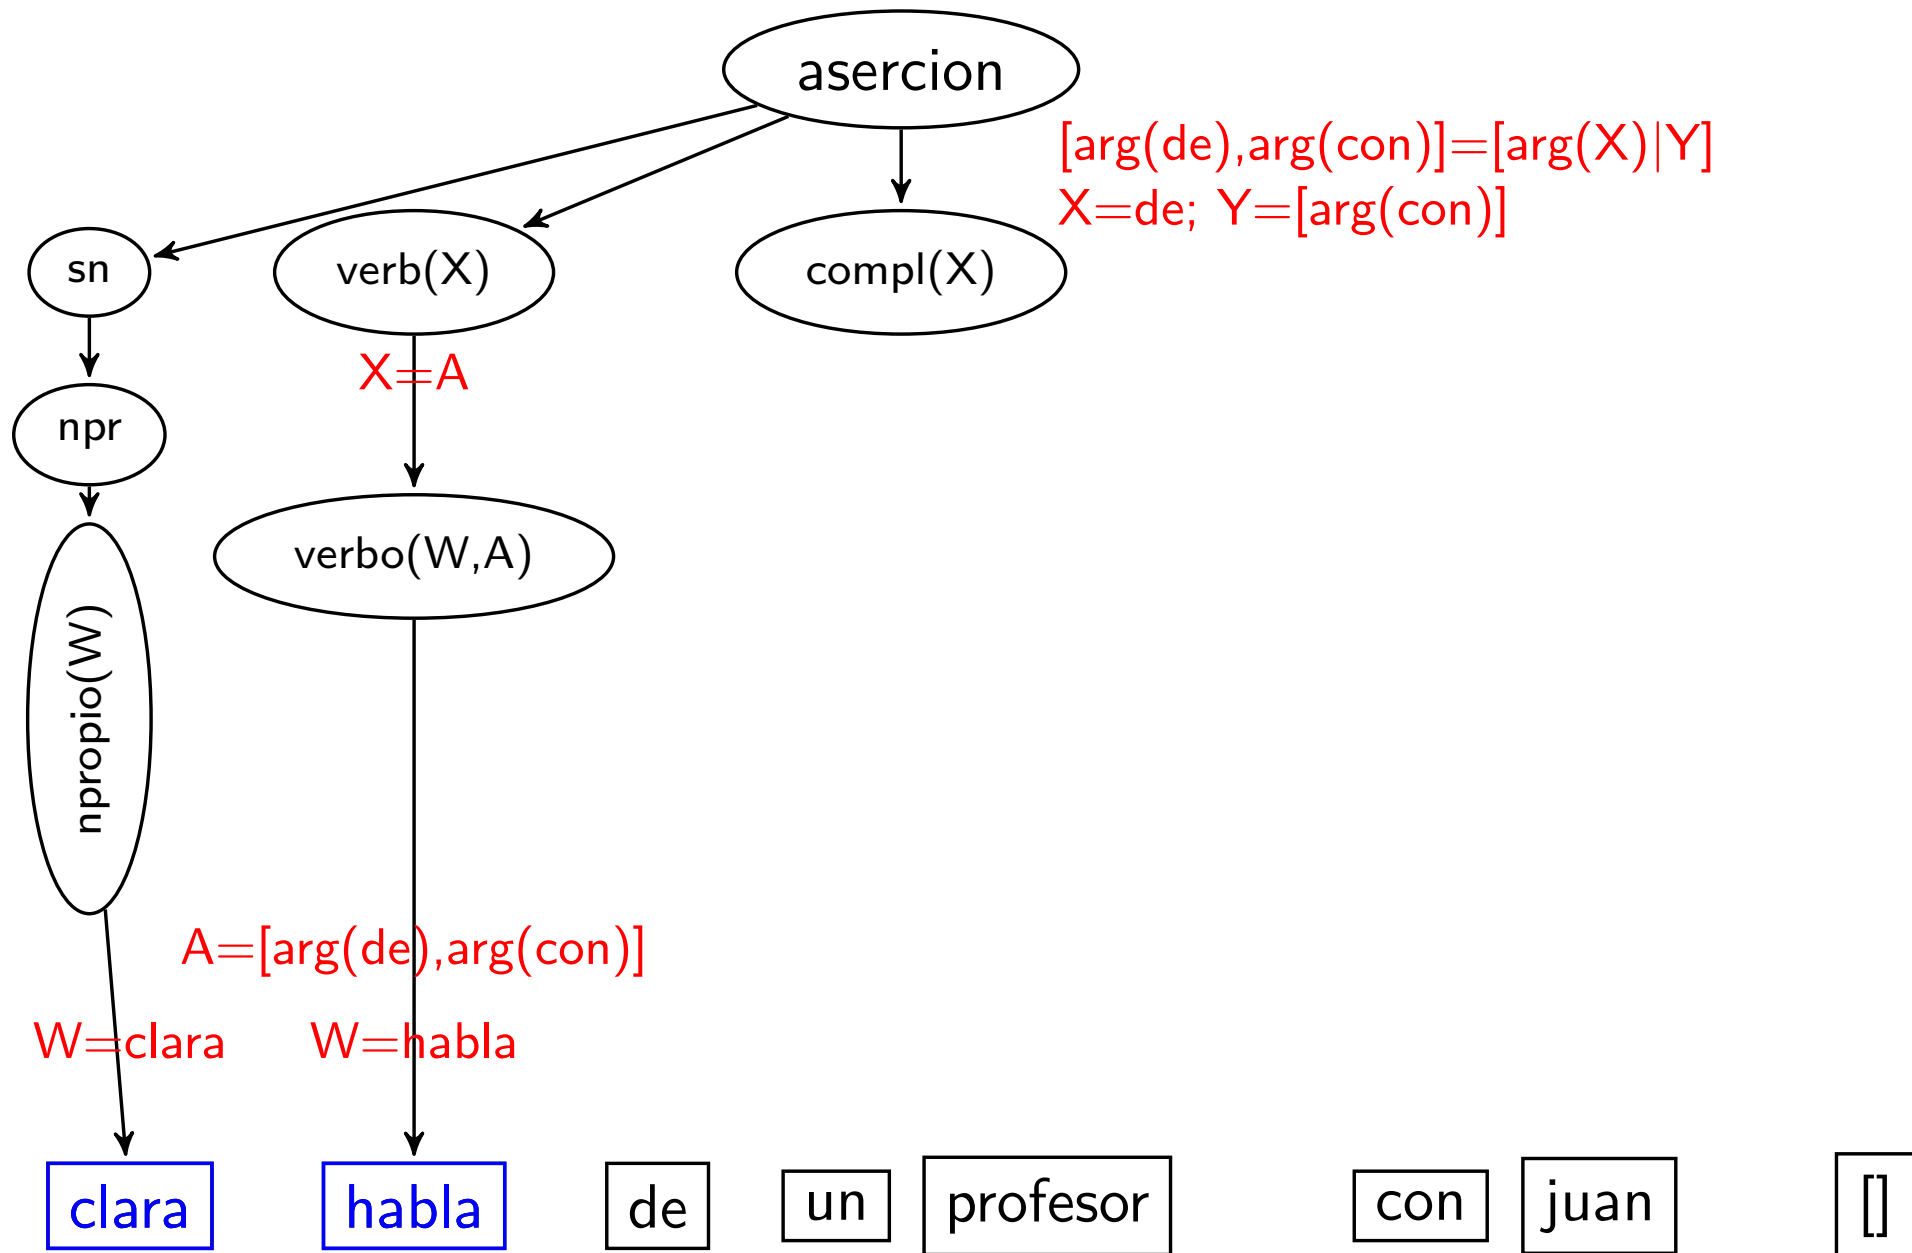 asercion
[arg(de),arg(con)]=[arg(X)|Y]
X=de; Y=[arg(con)]
sn
verb(X)
compl(X)
X=A
npr
verbo(W,A)
npropio(W)
A=[arg(de),arg(con)]
W=clara
W=habla
clara
habla
de
un
profesor
con
juan
[]